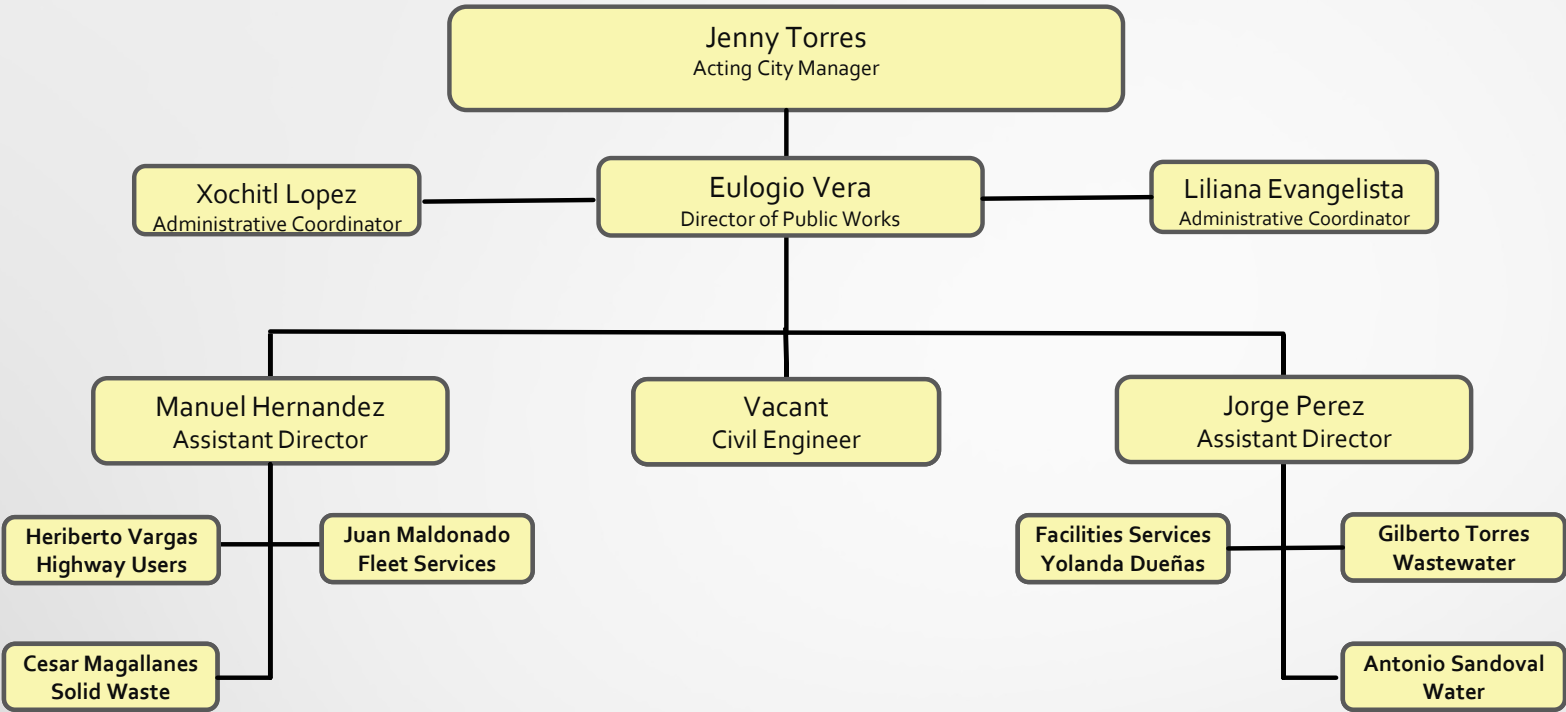 Jenny Torres
Acting City Manager
Xochitl Lopez
Administrative Coordinator
Eulogio Vera
Director of Public Works
Liliana Evangelista
Administrative Coordinator
Manuel Hernandez
Assistant Director
Vacant
Civil Engineer
Jorge Perez
Assistant Director
Heriberto Vargas
Highway Users
Juan Maldonado
Fleet Services
Facilities Services
Yolanda Dueñas
Gilberto Torres
Wastewater
Cesar Magallanes
Solid Waste
Antonio Sandoval
Water